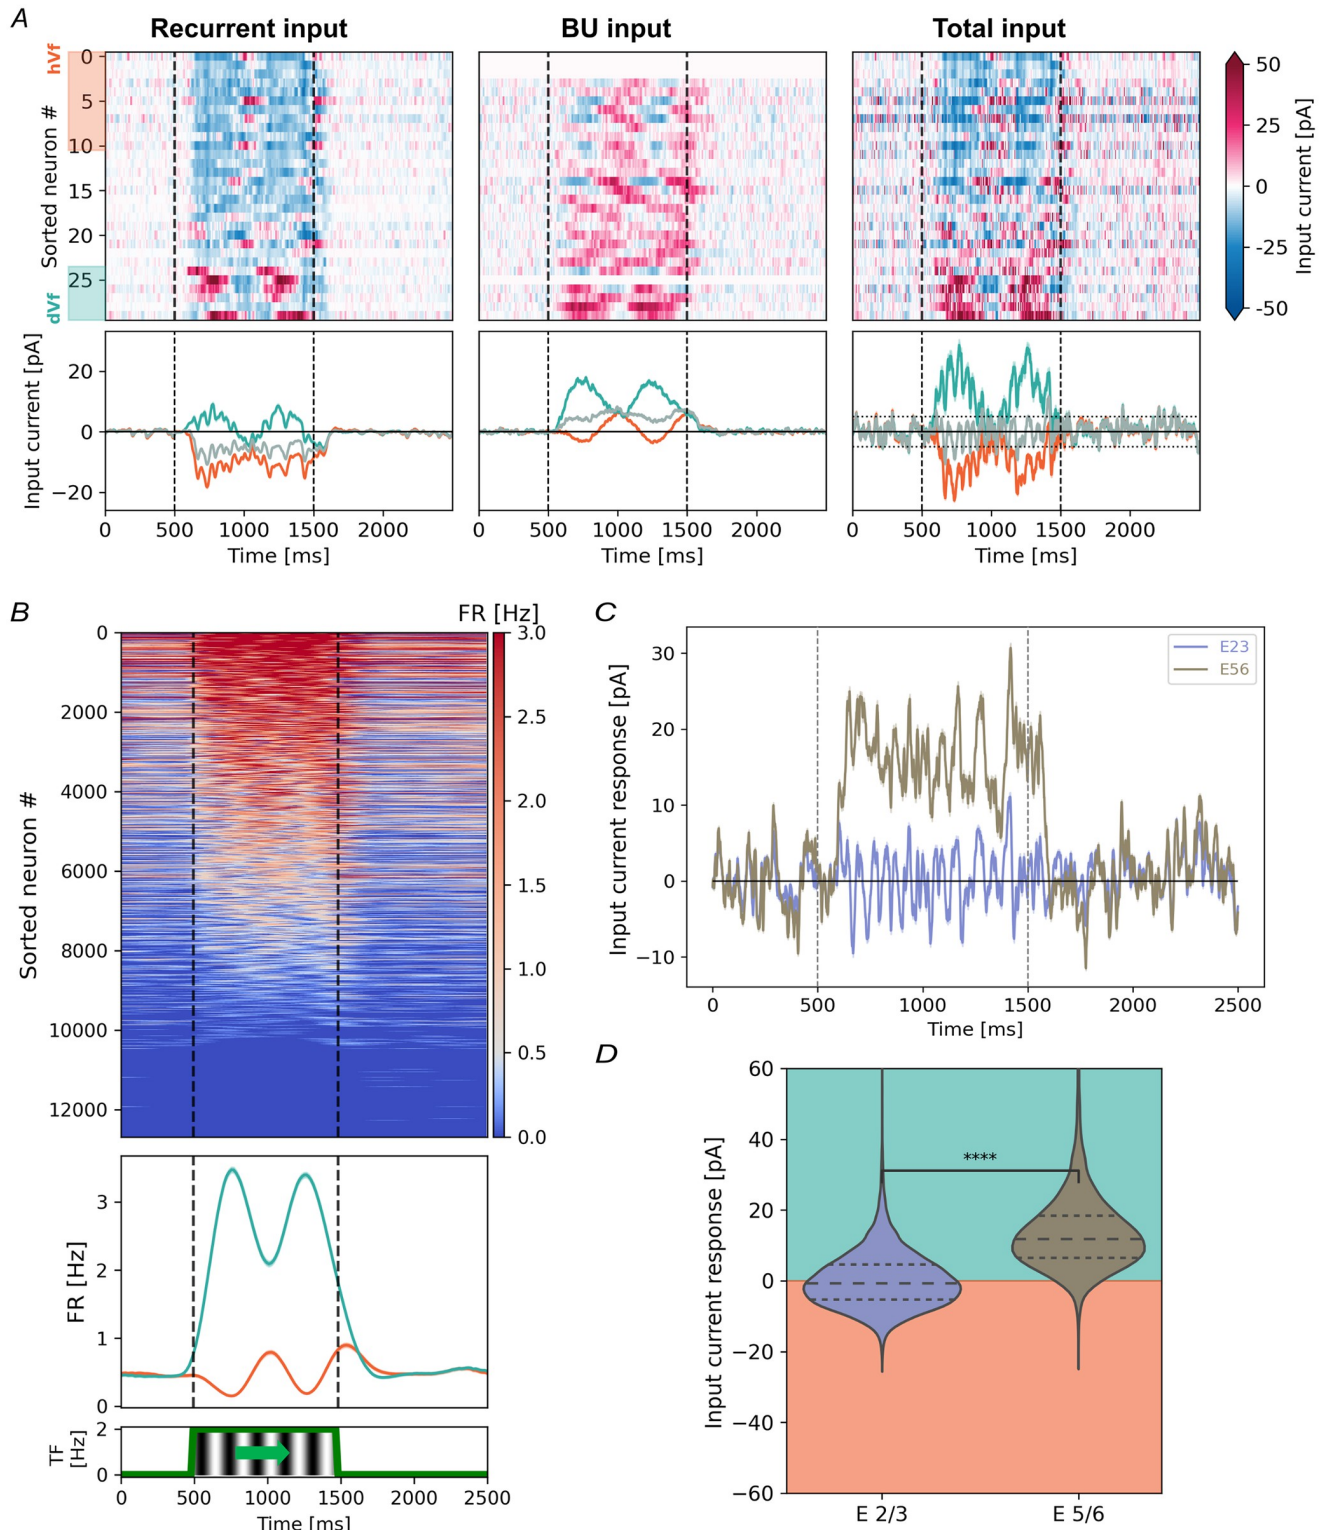 A
Recurrent input
BU input
Total input
hVf
dVf
Sorted neuron #
0
5
10
15
20
25
50
25
0
-25
-50
Input current [pA]
Input current [pA]
20
0
−20
0 500 1000 1500 2000
0 500 1000 1500 2000
0 500 1000 1500 2000
Time [ms]
Time [ms]
Time [ms]
B
FR [Hz]
Sorted neuron #
0
2000
4000
6000
8000
10000
12000
3.0
2.5
2.0
1.5
1.0
0.5
0.0
FR [Hz]
3
2
1
0
TF
[Hz]
2
0
0 500 1000 1500 2000 2500
Time [ms]
C
Input current response [pA]
30
20
10
0
−10
E23
E56
0 500 1000 1500 2000 2500
Time [ms]
D
Input current response [pA]
60
40
20
0
−20
−40
−60
****
E 2/3 E 5/6